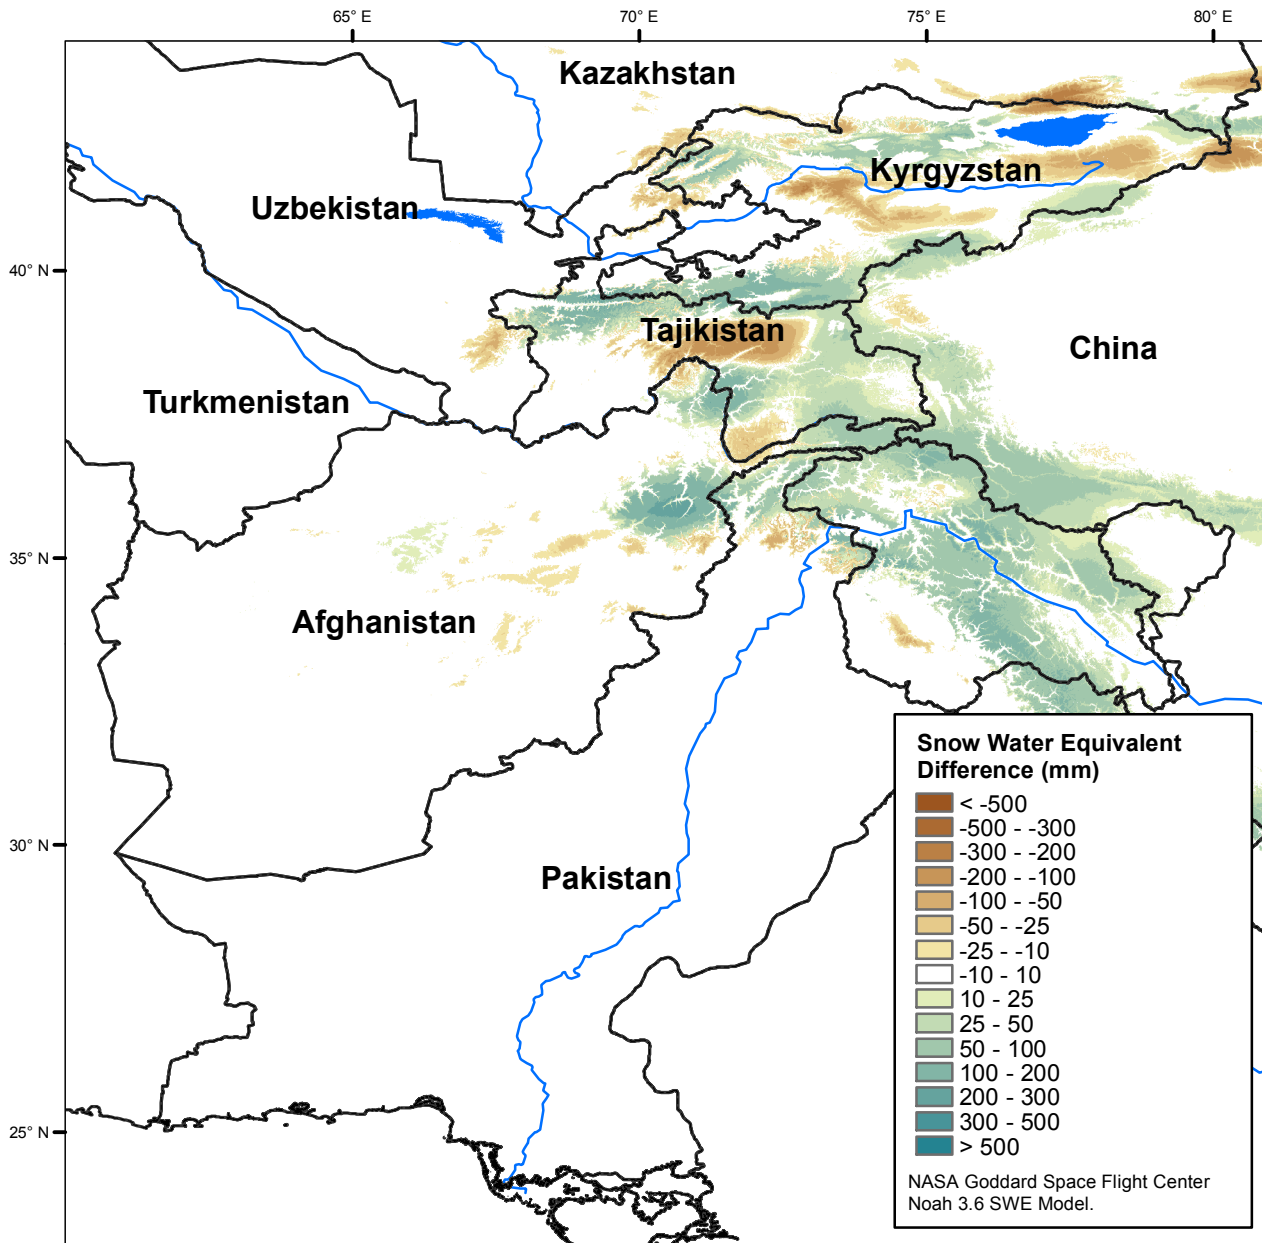 65° E
70° E
75° E
80° E
Kazakhstan
Kyrgyzstan
Uzbekistan
40° N
Tajikistan
China
Turkmenistan
35° N
Afghanistan
Snow Water Equivalent
Difference (mm)
< -500
-500 - -300
-300 - -200
-200 - -100
-100 - -50
-50 - -25
-25 - -10
-10 - 10
10 - 25
25 - 50
50 - 100
100 - 200
200 - 300
300 - 500
> 500
30° N
Pakistan
25° N
NASA Goddard Space Flight Center
Noah 3.6 SWE Model.